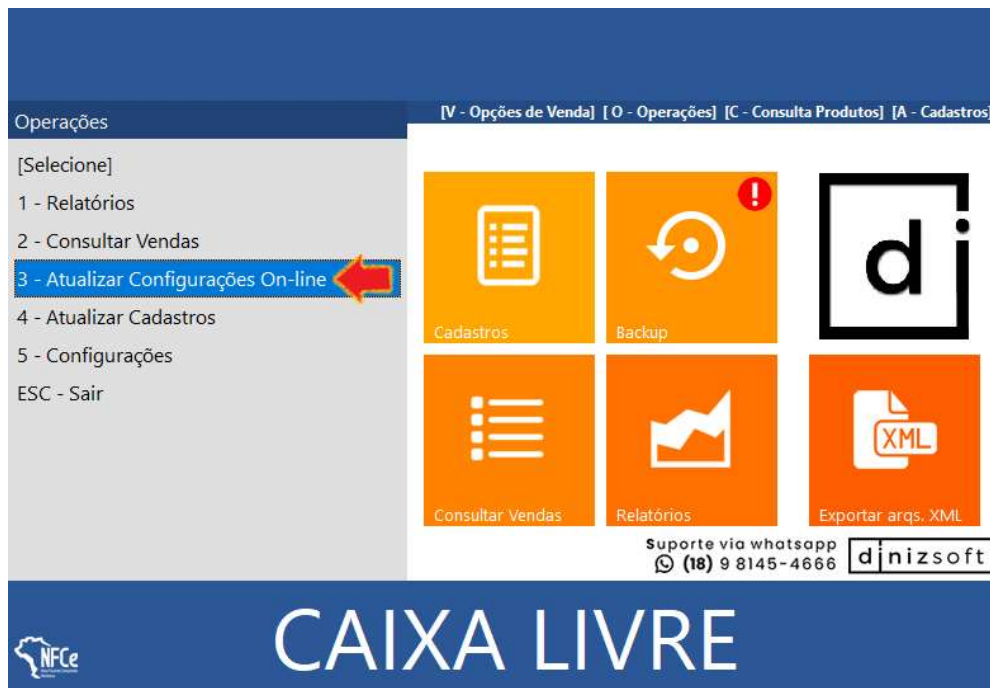 [V - Opções de Venda] [ O - Operações] [C - Consulta Produtos] [A - Cadastros]
Operações
[Selecione]
1 - Relatórios
2 - Consultar Vendas
3 - Atualizar Configurações On-line
4 - Atualizar Cadastros
5 - Configurações
ESC - Sair
Cadastros
Backup
!
dj
Consultar Vendas
Relatórios
XML
Exportar arqs. XML
Suporte via whatsapp
(18) 9 8145-4666
djnizsoft
NFCe
CAIXA LIVRE